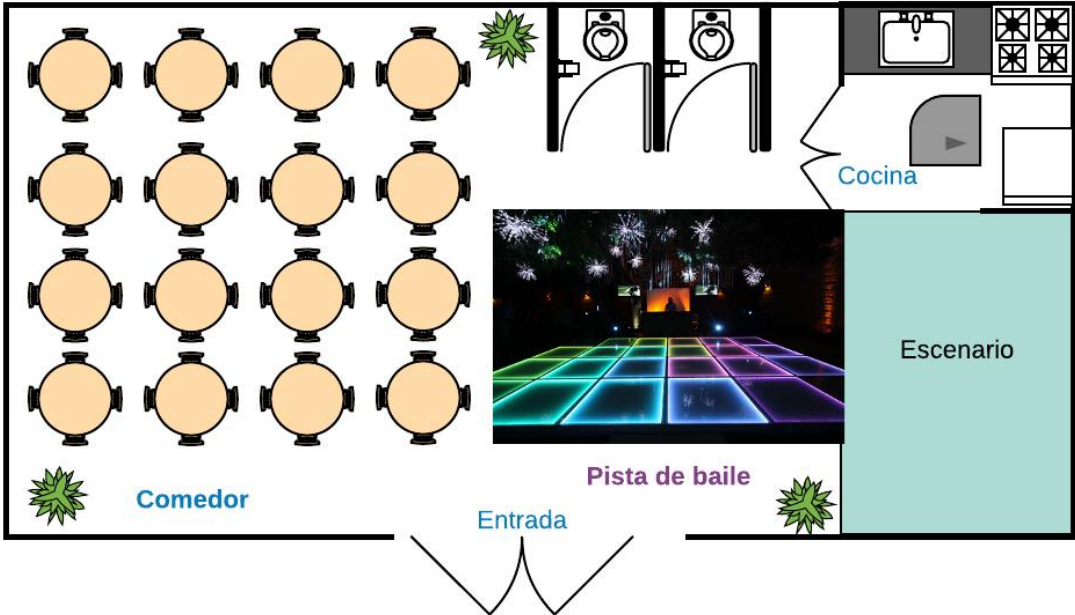 Cocina
Escenario
Pista de baile
Comedor
Entrada